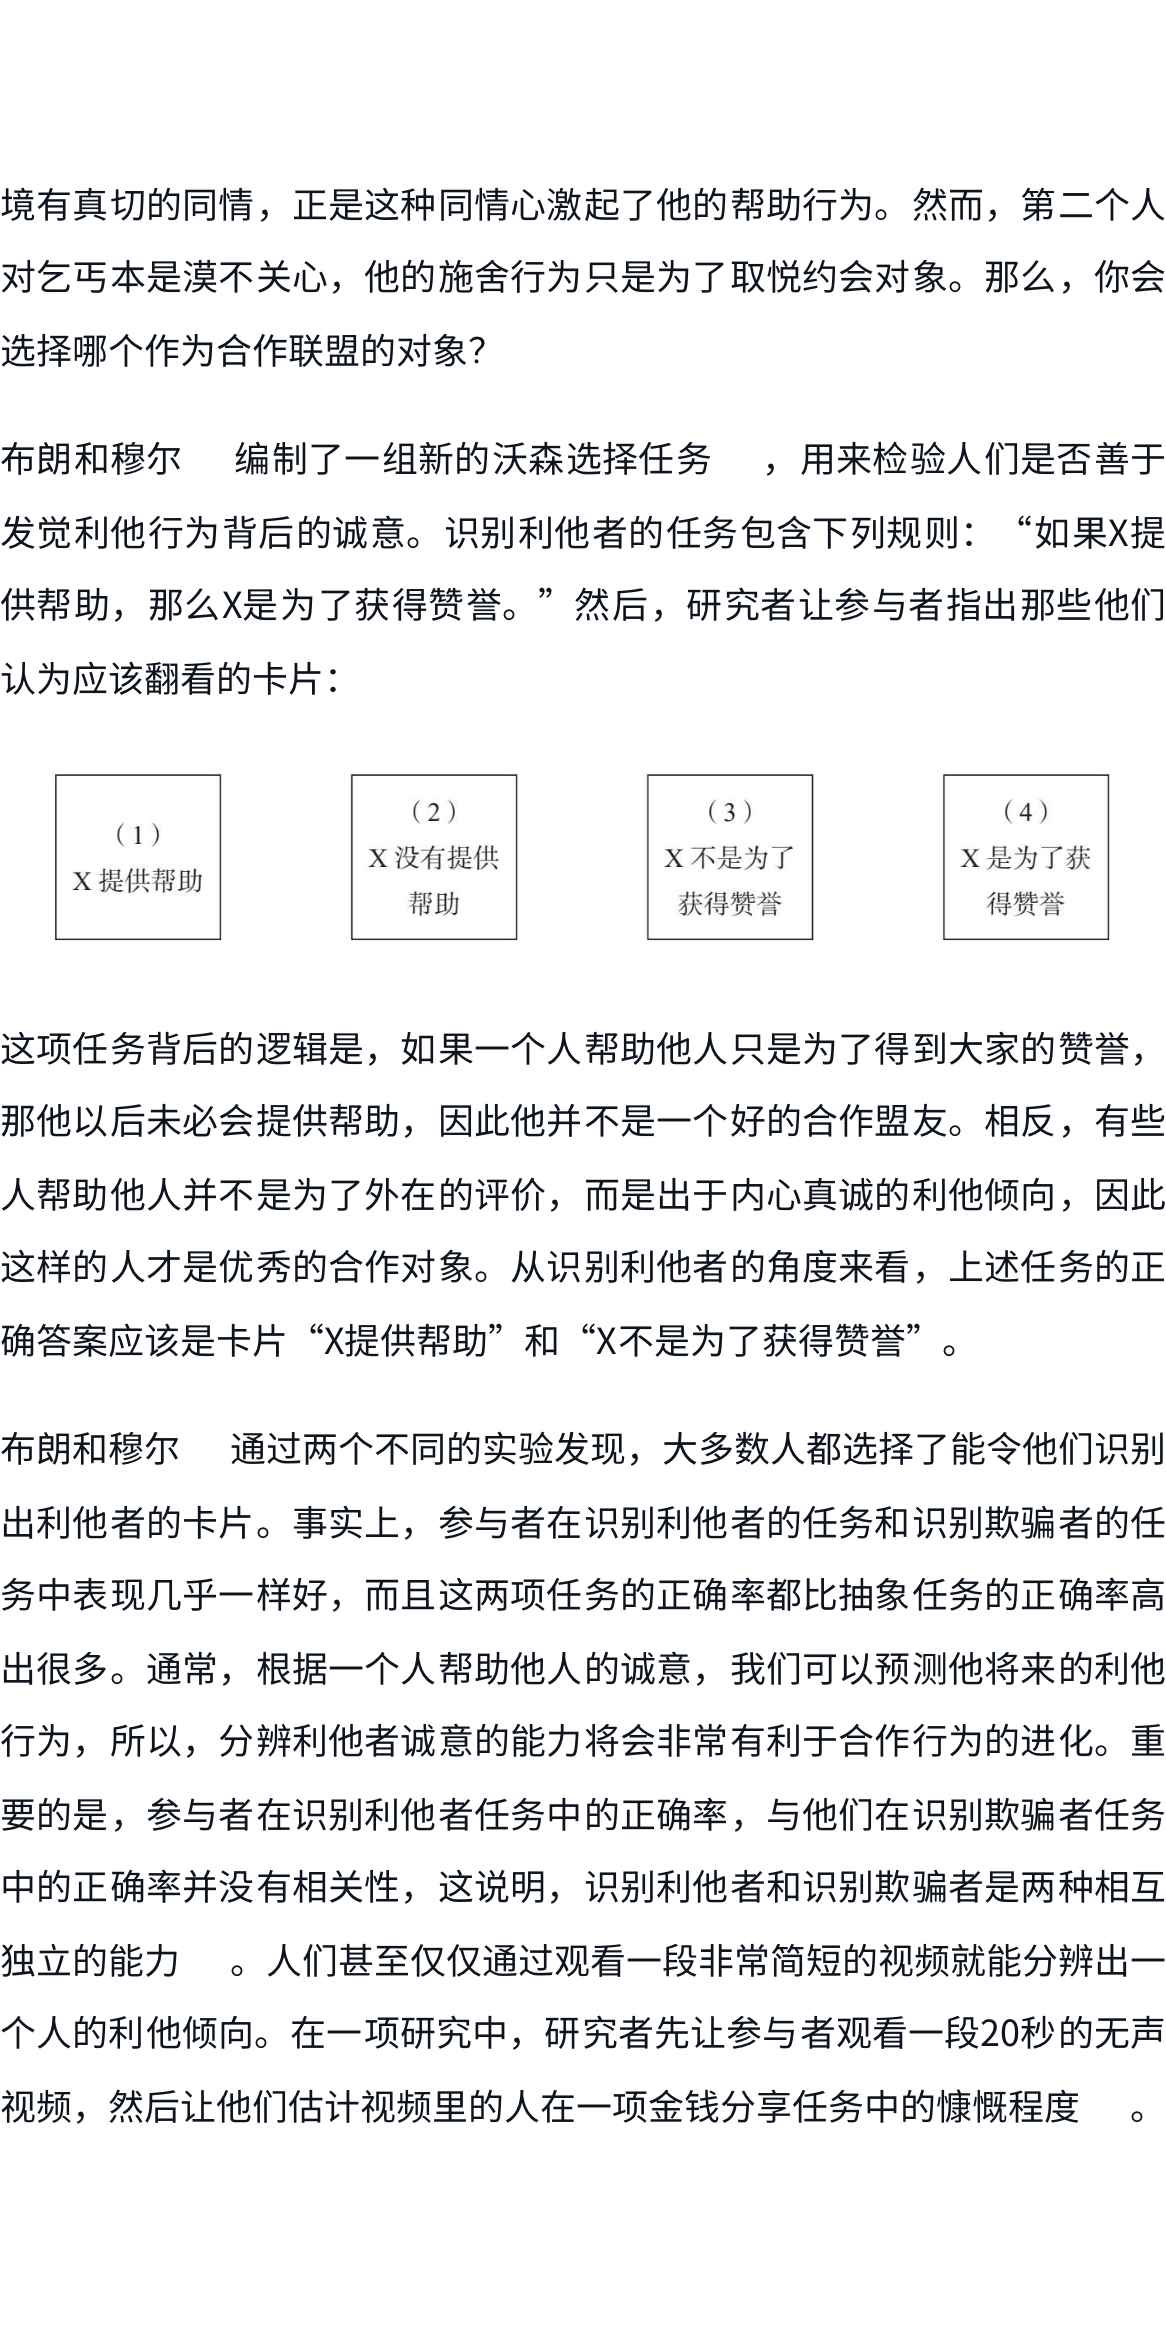 境有真切的同情，正是这种同情心激起了他的帮助行为。然而，第二个人
对乞丐本是漠不关心，他的施舍行为只是为了取悦约会对象。那么，你会
选择哪个作为合作联盟的对象？
布朗和穆尔 编制了一组新的沃森选择任务 ，用来检验人们是否善于
发觉利他行为背后的诚意。识别利他者的任务包含下列规则：“如果X提
供帮助，那么X是为了获得赞誉。”然后，研究者让参与者指出那些他们
认为应该翻看的卡片：
（1）
X 提供帮助
（2）
X 没有提供
帮助
（3）
X 不是为了
获得赞誉
（4）
X 是为了获
得赞誉
这项任务背后的逻辑是，如果一个人帮助他人只是为了得到大家的赞誉，
那他以后未必会提供帮助，因此他并不是一个好的合作盟友。相反，有些
人帮助他人并不是为了外在的评价，而是出于内心真诚的利他倾向，因此
这样的人才是优秀的合作对象。从识别利他者的角度来看，上述任务的正
确答案应该是卡片“X提供帮助”和“X不是为了获得赞誉”。
布朗和穆尔 通过两个不同的实验发现，大多数人都选择了能令他们识别
出利他者的卡片。事实上，参与者在识别利他者的任务和识别欺骗者的任
务中表现几乎一样好，而且这两项任务的正确率都比抽象任务的正确率高
出很多。通常，根据一个人帮助他人的诚意，我们可以预测他将来的利他
行为，所以，分辨利他者诚意的能力将会非常有利于合作行为的进化。重
要的是，参与者在识别利他者任务中的正确率，与他们在识别欺骗者任务
中的正确率并没有相关性，这说明，识别利他者和识别欺骗者是两种相互
独立的能力 。人们甚至仅仅通过观看一段非常简短的视频就能分辨出一
个人的利他倾向。在一项研究中，研究者先让参与者观看一段20秒的无声
视频，然后让他们估计视频里的人在一项金钱分享任务中的慷慨程度 。